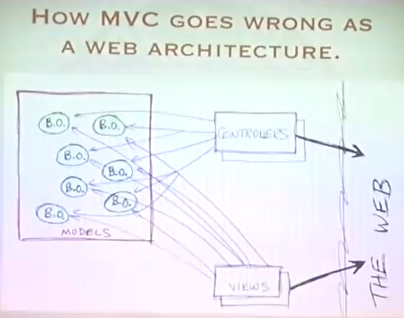 HOW MVC GOES WRONG AS
A WEB ARCHITECTURE.
B.O.
B.O.
B.O.
B.O.
B.O.
B.O.
B.O.
MODELS
CONTROLLERS
VIEWS
THE WEB